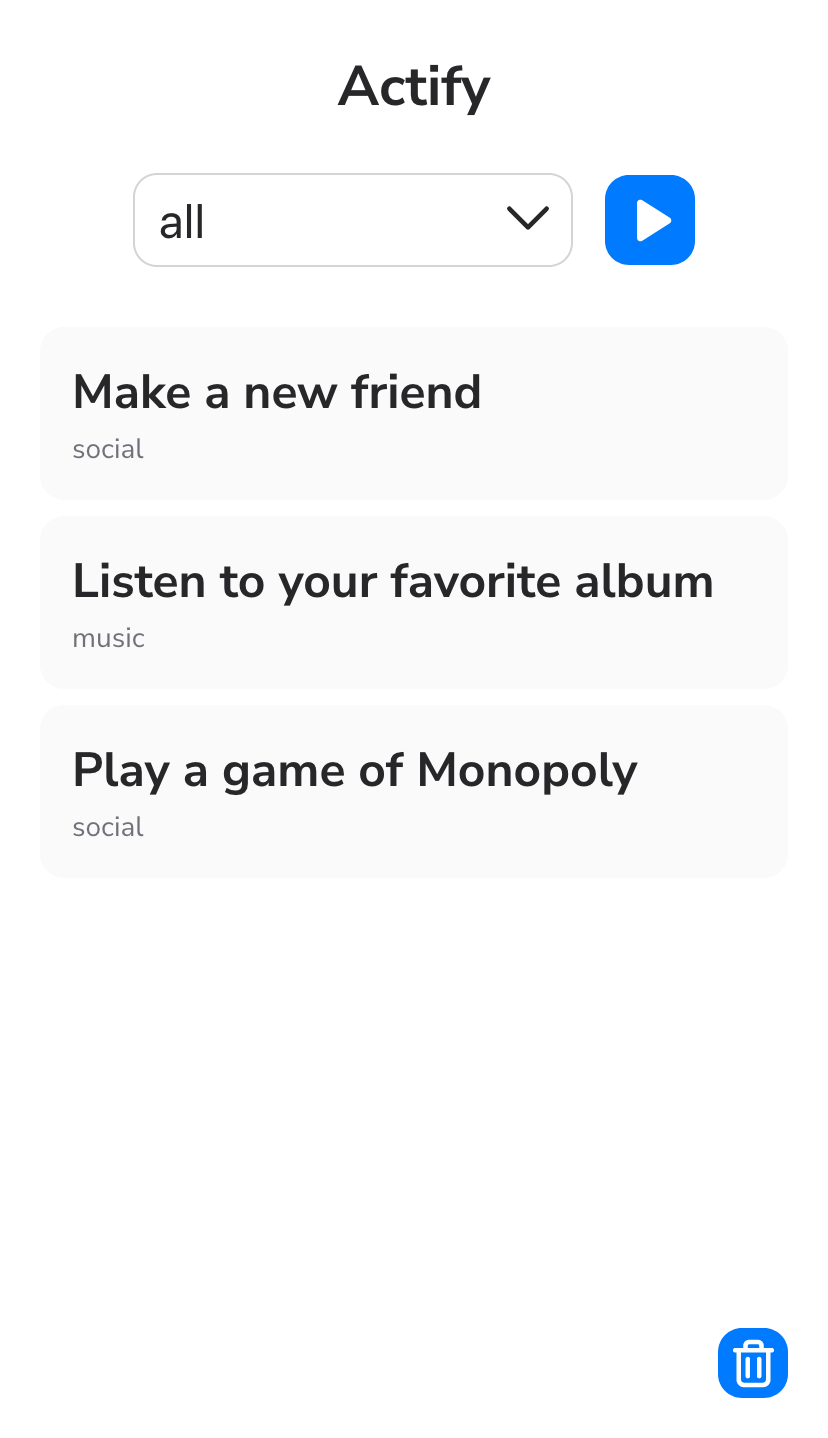 Actify
all
Make a new friend
social
Listen to your favorite album
music
Play a game of Monopoly
social